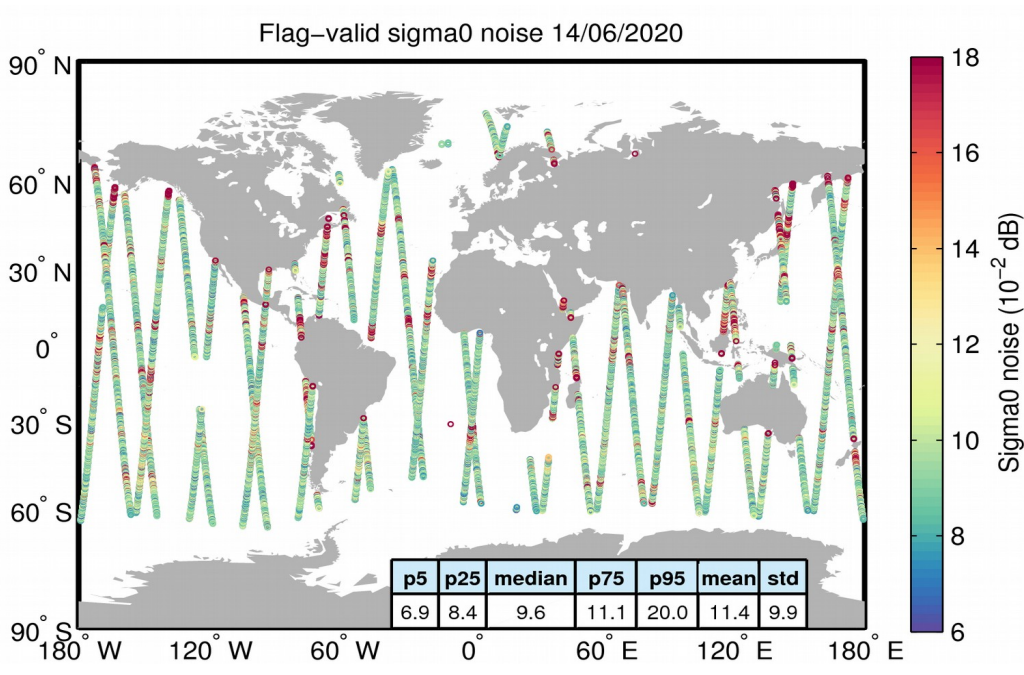 Flag−valid sigma0 noise 14/06/2020
90° N
60° N
30° N
0°
30° S
60° S
90° S
180° W
120° W
60° W
0°
60° E
120° E
180° E
p5 p25 median p75 p95 mean std
6.9 8.4 9.6 11.1 20.0 11.4 9.9
18
16
14
12
10
8
6
Sigma0 noise (10⁻² dB)